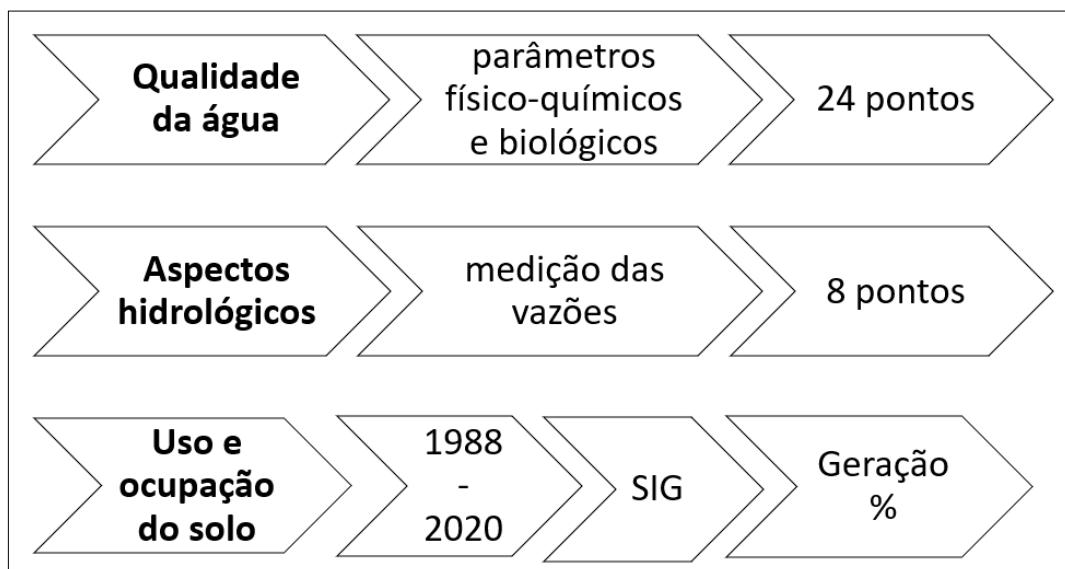 Qualidade
da água
parâmetros
físico-químicos
e biológicos
24 pontos
Aspectos
hidrológicos
medição das
vazões
8 pontos
Uso e
ocupação
do solo
1988
-
2020
SIG
Geração
%